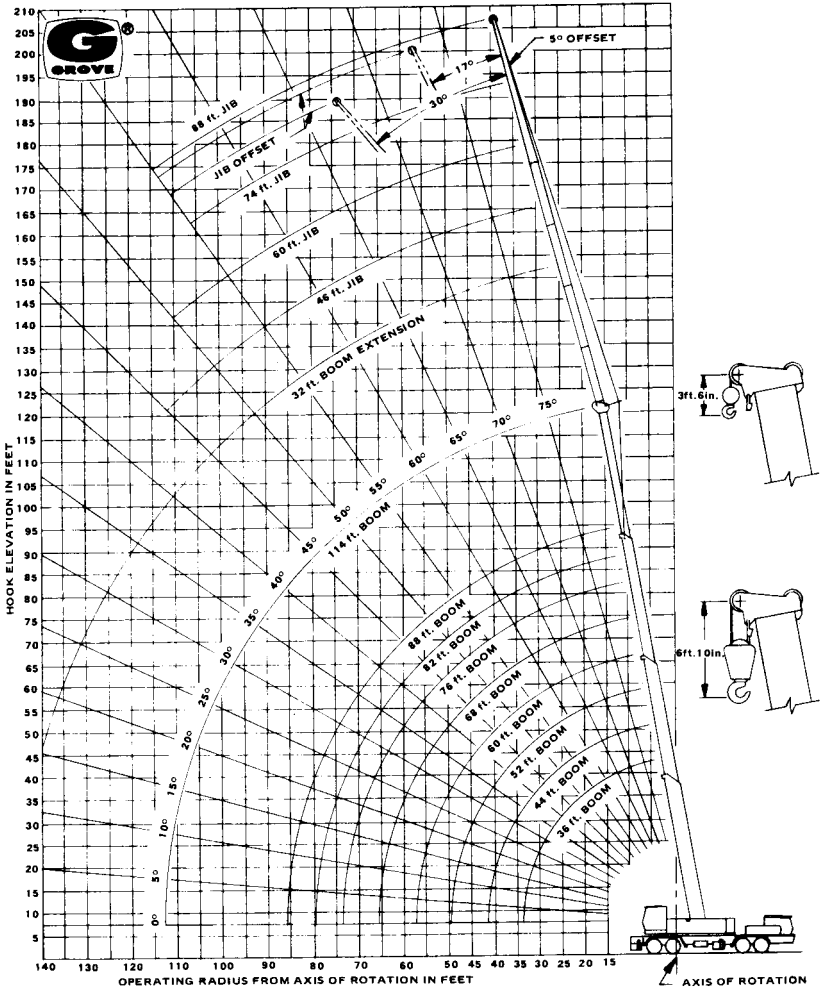 210
205
200
195
190
185
180
175
170
165
160
155
150
145
140
135
130
125
120
115
110
105
100
95
90
85
80
75
70
65
60
55
50
45
40
35
30
25
20
15
10
5
HOOK ELEVATION IN FEET
G ®
GROVE
5° OFFSET
17°
30°
88 ft. JIB
JIB OFFSET
74 ft. JIB
60 ft. JIB
46 ft. JIB
32 ft. BOOM EXTENSION
75°
70°
65°
60°
55°
50°
45°
40°
35°
30°
25°
20°
15°
10°
5°
0°
114 ft. BOOM
88 ft. BOOM
82 ft. BOOM
76 ft. BOOM
68 ft. BOOM
60 ft. BOOM
52 ft. BOOM
44 ft. BOOM
36 ft. BOOM
3ft.6in.
6ft.10in.
140 130 120 110 100 90 80 70 60 50 45 40 35 30 25 20 15
OPERATING RADIUS FROM AXIS OF ROTATION IN FEET
AXIS OF ROTATION